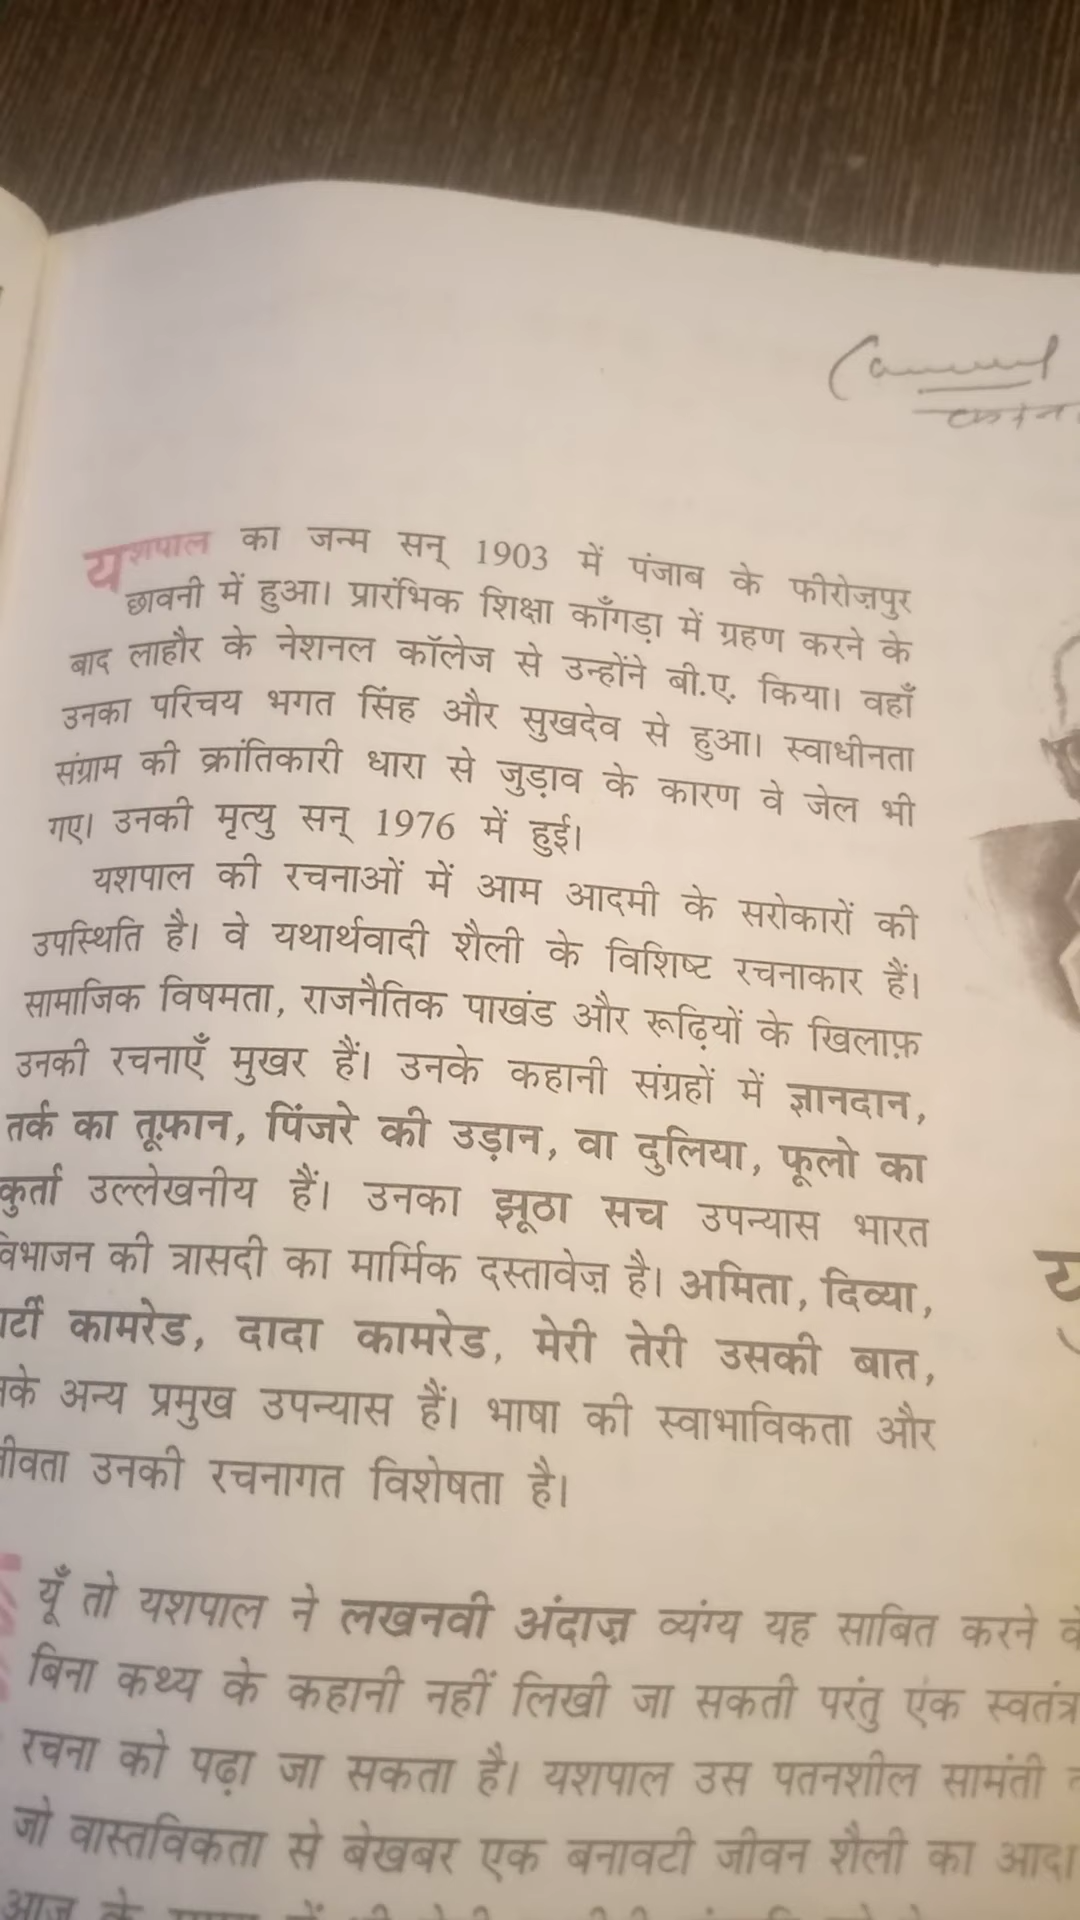 यशपाल का जन्म सन् 1903 में पंजाब के फीरोज़पुर
छावनी में हुआ। प्रारंभिक शिक्षा काँगड़ा में ग्रहण करने के
बाद लाहौर के नेशनल कॉलेज से उन्होंने बी.ए. किया। वहाँ
उनका परिचय भगत सिंह और सुखदेव से हुआ। स्वाधीनता
संग्राम की क्रांतिकारी धारा से जुड़ाव के कारण वे जेल भी
गए। उनकी मृत्यु सन् 1976 में हुई।
यशपाल की रचनाओं में आम आदमी के सरोकारों की
उपस्थिति है। वे यथार्थवादी शैली के विशिष्ट रचनाकार हैं।
सामाजिक विषमता, राजनैतिक पाखंड और रूढ़ियों के खिलाफ़
उनकी रचनाएँ मुखर हैं। उनके कहानी संग्रहों में ज्ञानदान,
तर्क का तूफ़ान, पिंजरे की उड़ान, वा दुलिया, फूलो का
कुर्ता उल्लेखनीय हैं। उनका झूठा सच उपन्यास भारत
विभाजन की त्रासदी का मार्मिक दस्तावेज़ है। अमिता, दिव्या,
कामरेड, दादा कामरेड, मेरी तेरी उसकी बात,
अन्य प्रमुख उपन्यास हैं। भाषा की स्वाभाविकता और
उनकी रचनागत विशेषता है।
यूँ तो यशपाल ने लखनवी अंदाज़ व्यंग्य यह साबित करने
बिना कथ्य के कहानी नहीं लिखी जा सकती परंतु एक स्वतंत्र
रचना को पढ़ा जा सकता है। यशपाल उस पतनशील सामंती
जो वास्तविकता से बेखबर एक बनावटी जीवन शैली का
आज के